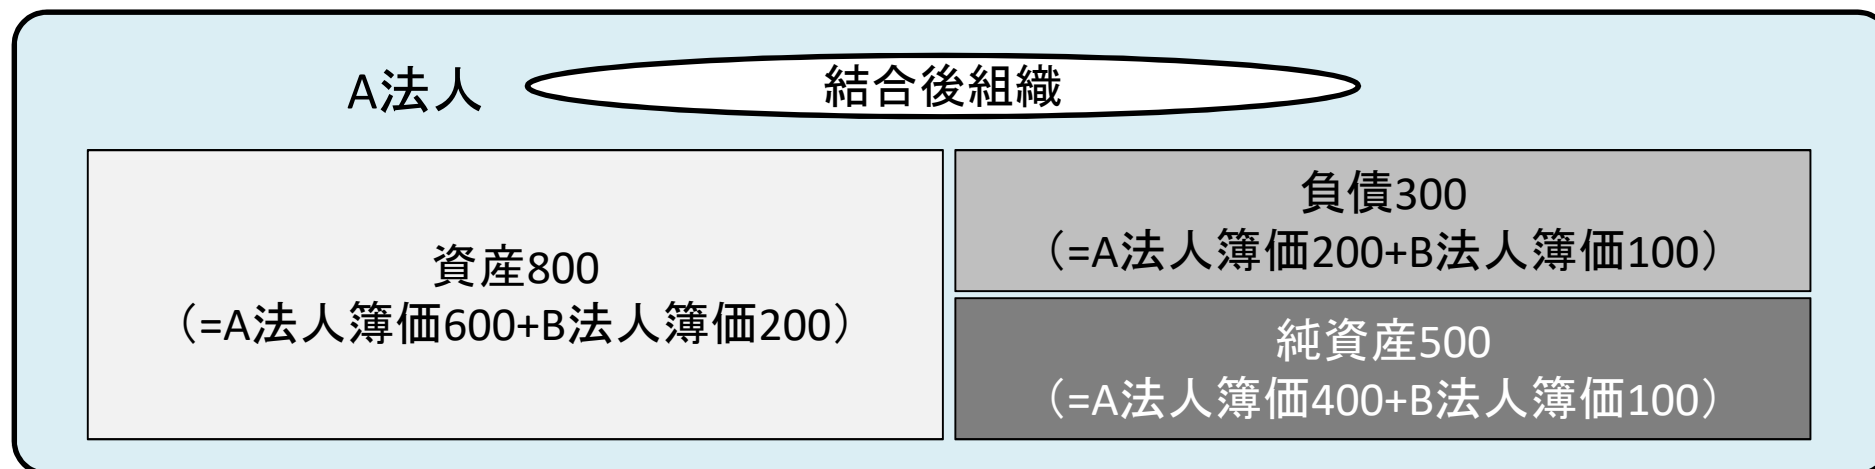 A法人
結合後組織
資産800
（=A法人簿価600+B法人簿価200）
負債300
（=A法人簿価200+B法人簿価100）
純資産500
（=A法人簿価400+B法人簿価100）